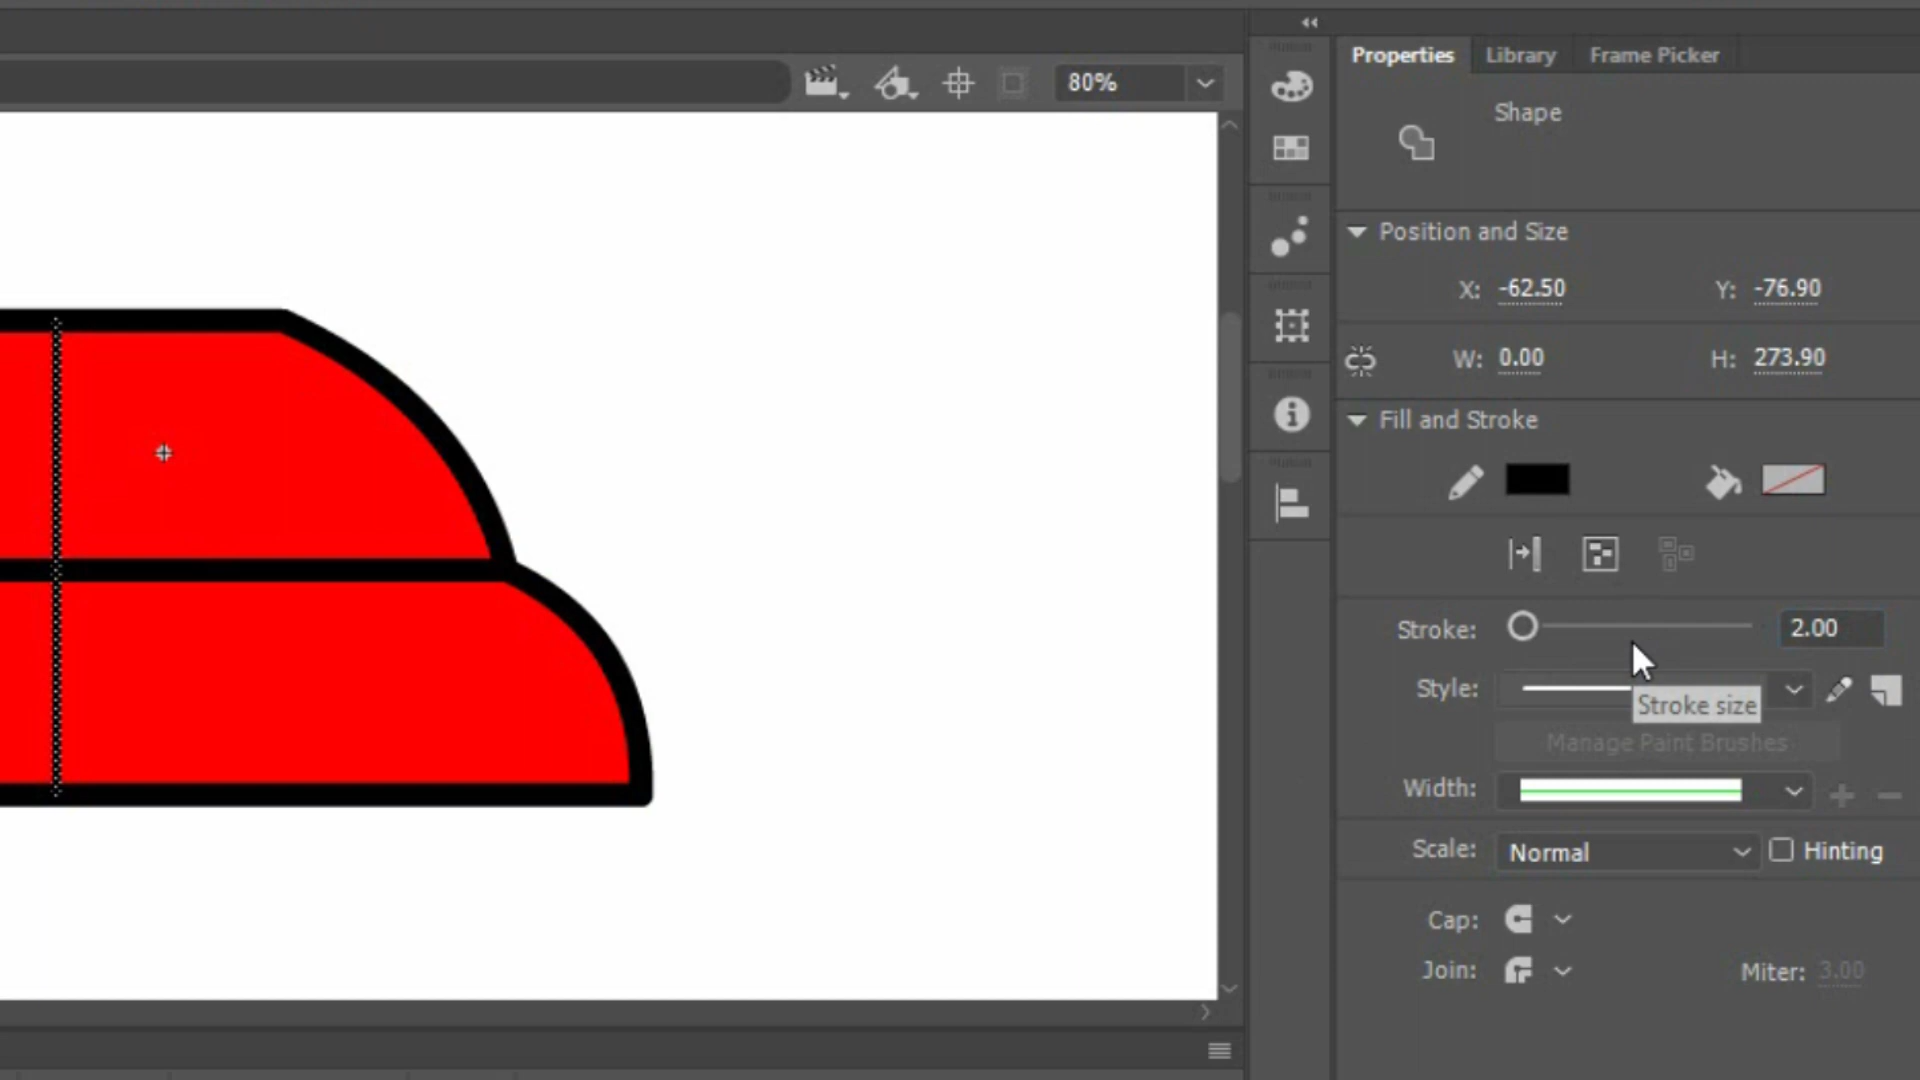 80%
Properties Library Frame Picker
Shape
Position and Size
X: -62.50 Y: -76.90
W: 0.00 H: 273.90
Fill and Stroke
Stroke: 2.00
Style:
Stroke size
Manage Paint Brushes
Width:
Scale: Normal Hinting
Cap:
Join: Miter: 3.00